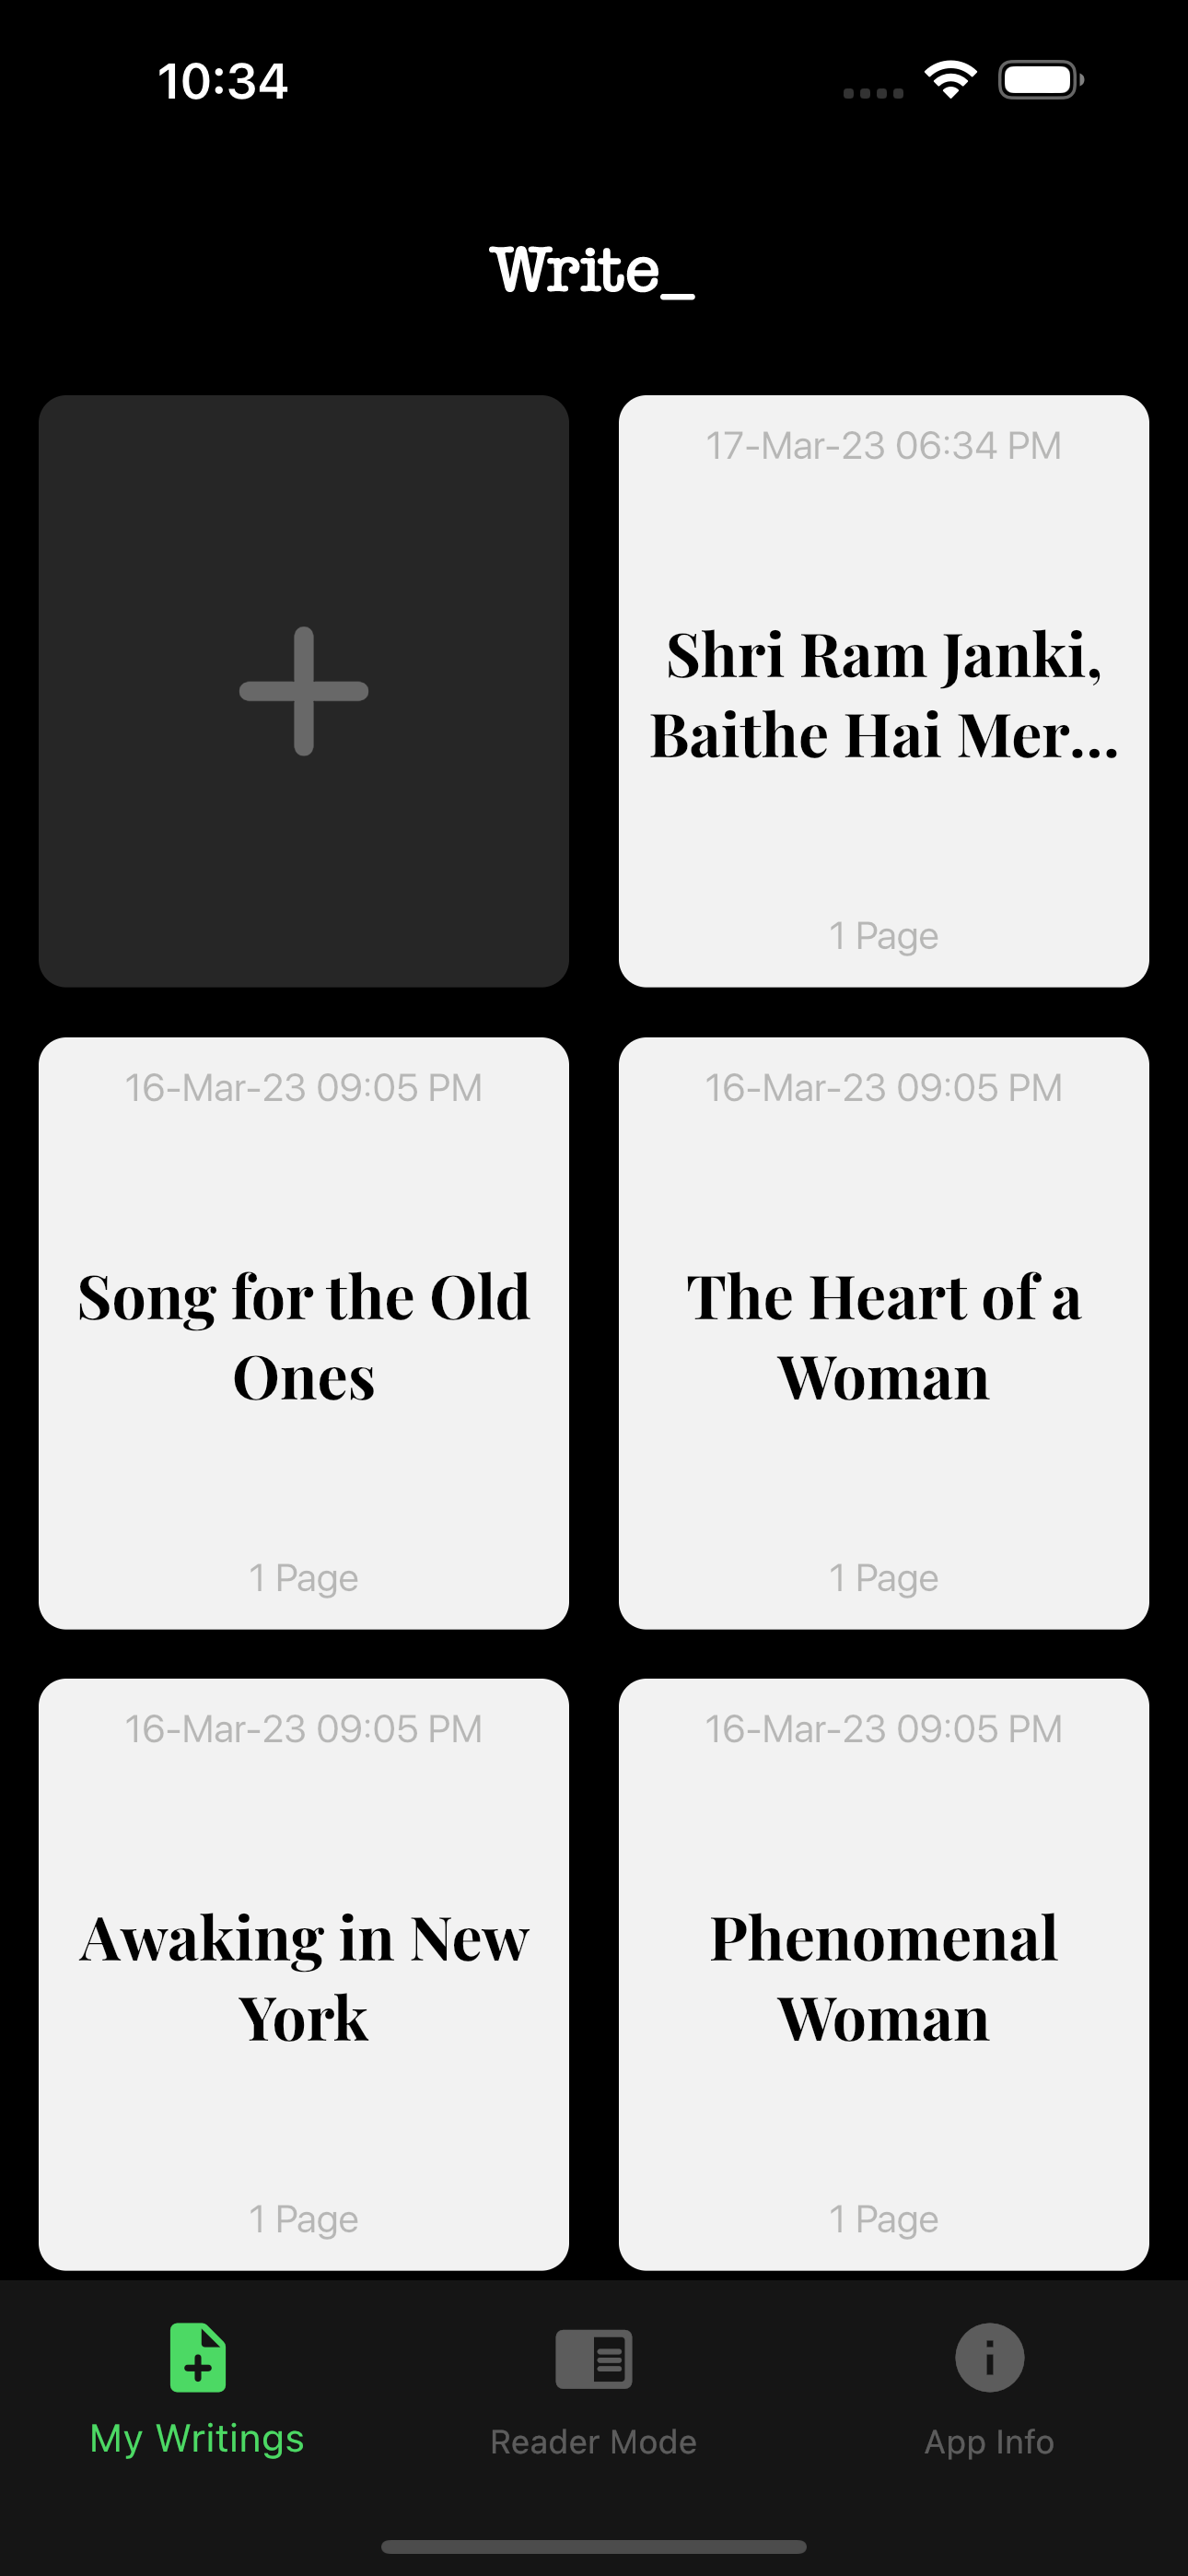 10:34
Write_
17-Mar-23 06:34 PM
Shri Ram Janki,
Baithe Hai Mer...
1 Page
16-Mar-23 09:05 PM
Song for the Old
Ones
1 Page
16-Mar-23 09:05 PM
The Heart of a
Woman
1 Page
16-Mar-23 09:05 PM
Awaking in New
York
1 Page
16-Mar-23 09:05 PM
Phenomenal
Woman
1 Page
My Writings
Reader Mode
App Info